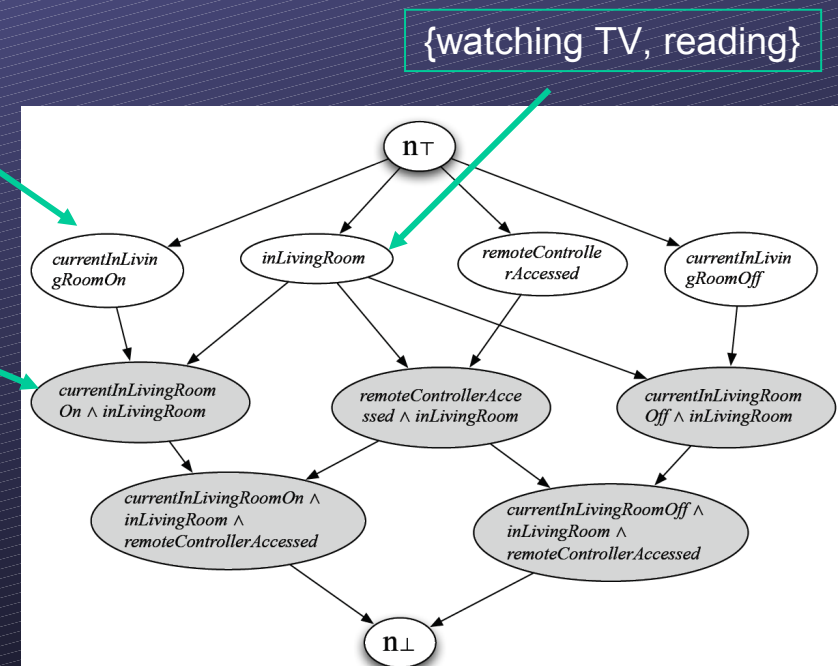 {watching TV, reading}
n⊤
currentInLivin
gRoomOn
inLivingRoom
remoteControlle
rAccessed
currentInLivin
gRoomOff
currentInLivingRoom
On ∧ inLivingRoom
remoteControllerAcce
ssed ∧ inLivingRoom
currentInLivingRoom
Off ∧ inLivingRoom
currentInLivingRoomOn ∧
inLivingRoom ∧
remoteControllerAccessed
currentInLivingRoomOff ∧
inLivingRoom ∧
remoteControllerAccessed
n⊥